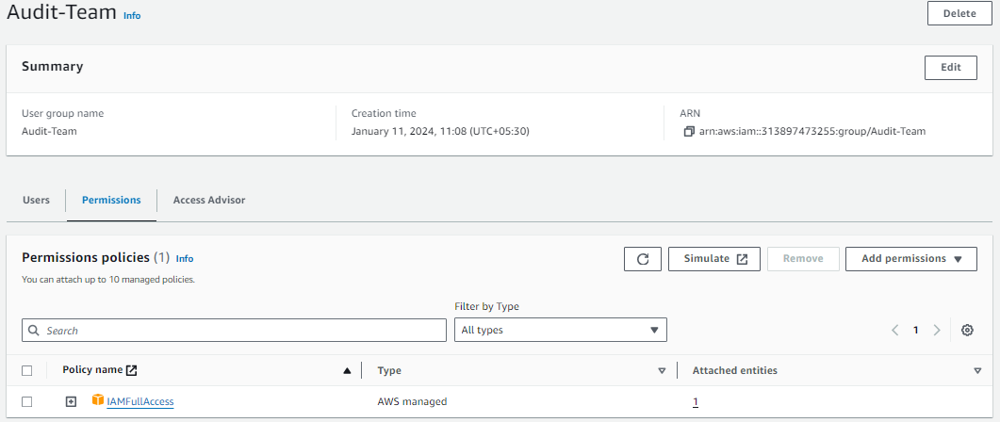 Audit-Team Info
Delete
Summary
Edit
User group name
Audit-Team
Creation time
January 11, 2024, 11:08 (UTC+05:30)
ARN
arn:aws:iam::313897473255:group/Audit-Team
Users
Permissions
Access Advisor
Permissions policies (1) Info
Simulate
Remove
Add permissions
You can attach up to 10 managed policies.
Filter by Type
Search
All types
1
Policy name
Type
Attached entities
IAMFullAccess
AWS managed
1